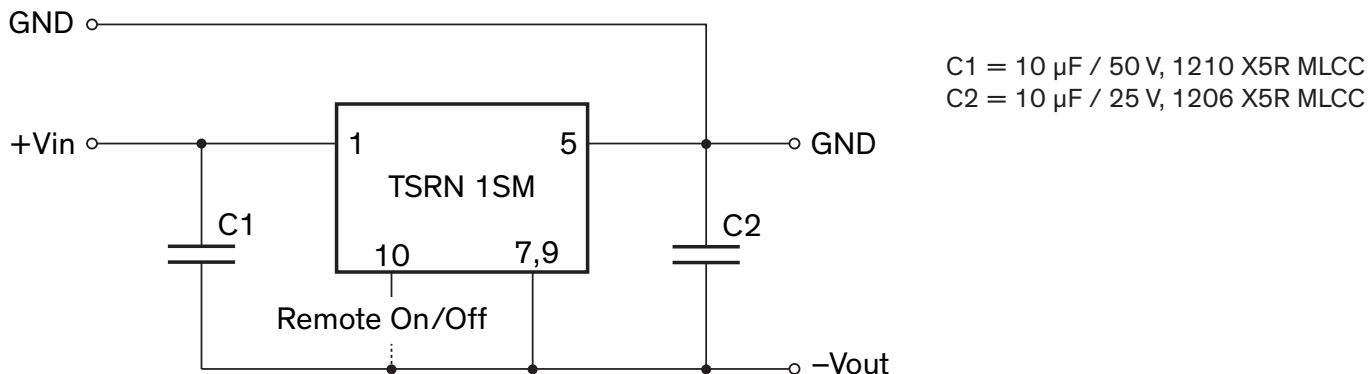 GND
C1 = 10 µF / 50 V, 1210 X5R MLCC
C2 = 10 µF / 25 V, 1206 X5R MLCC
+Vin
1
5
GND
TSRN 1SM
C1
C2
10
7,9
Remote On/Off
–Vout